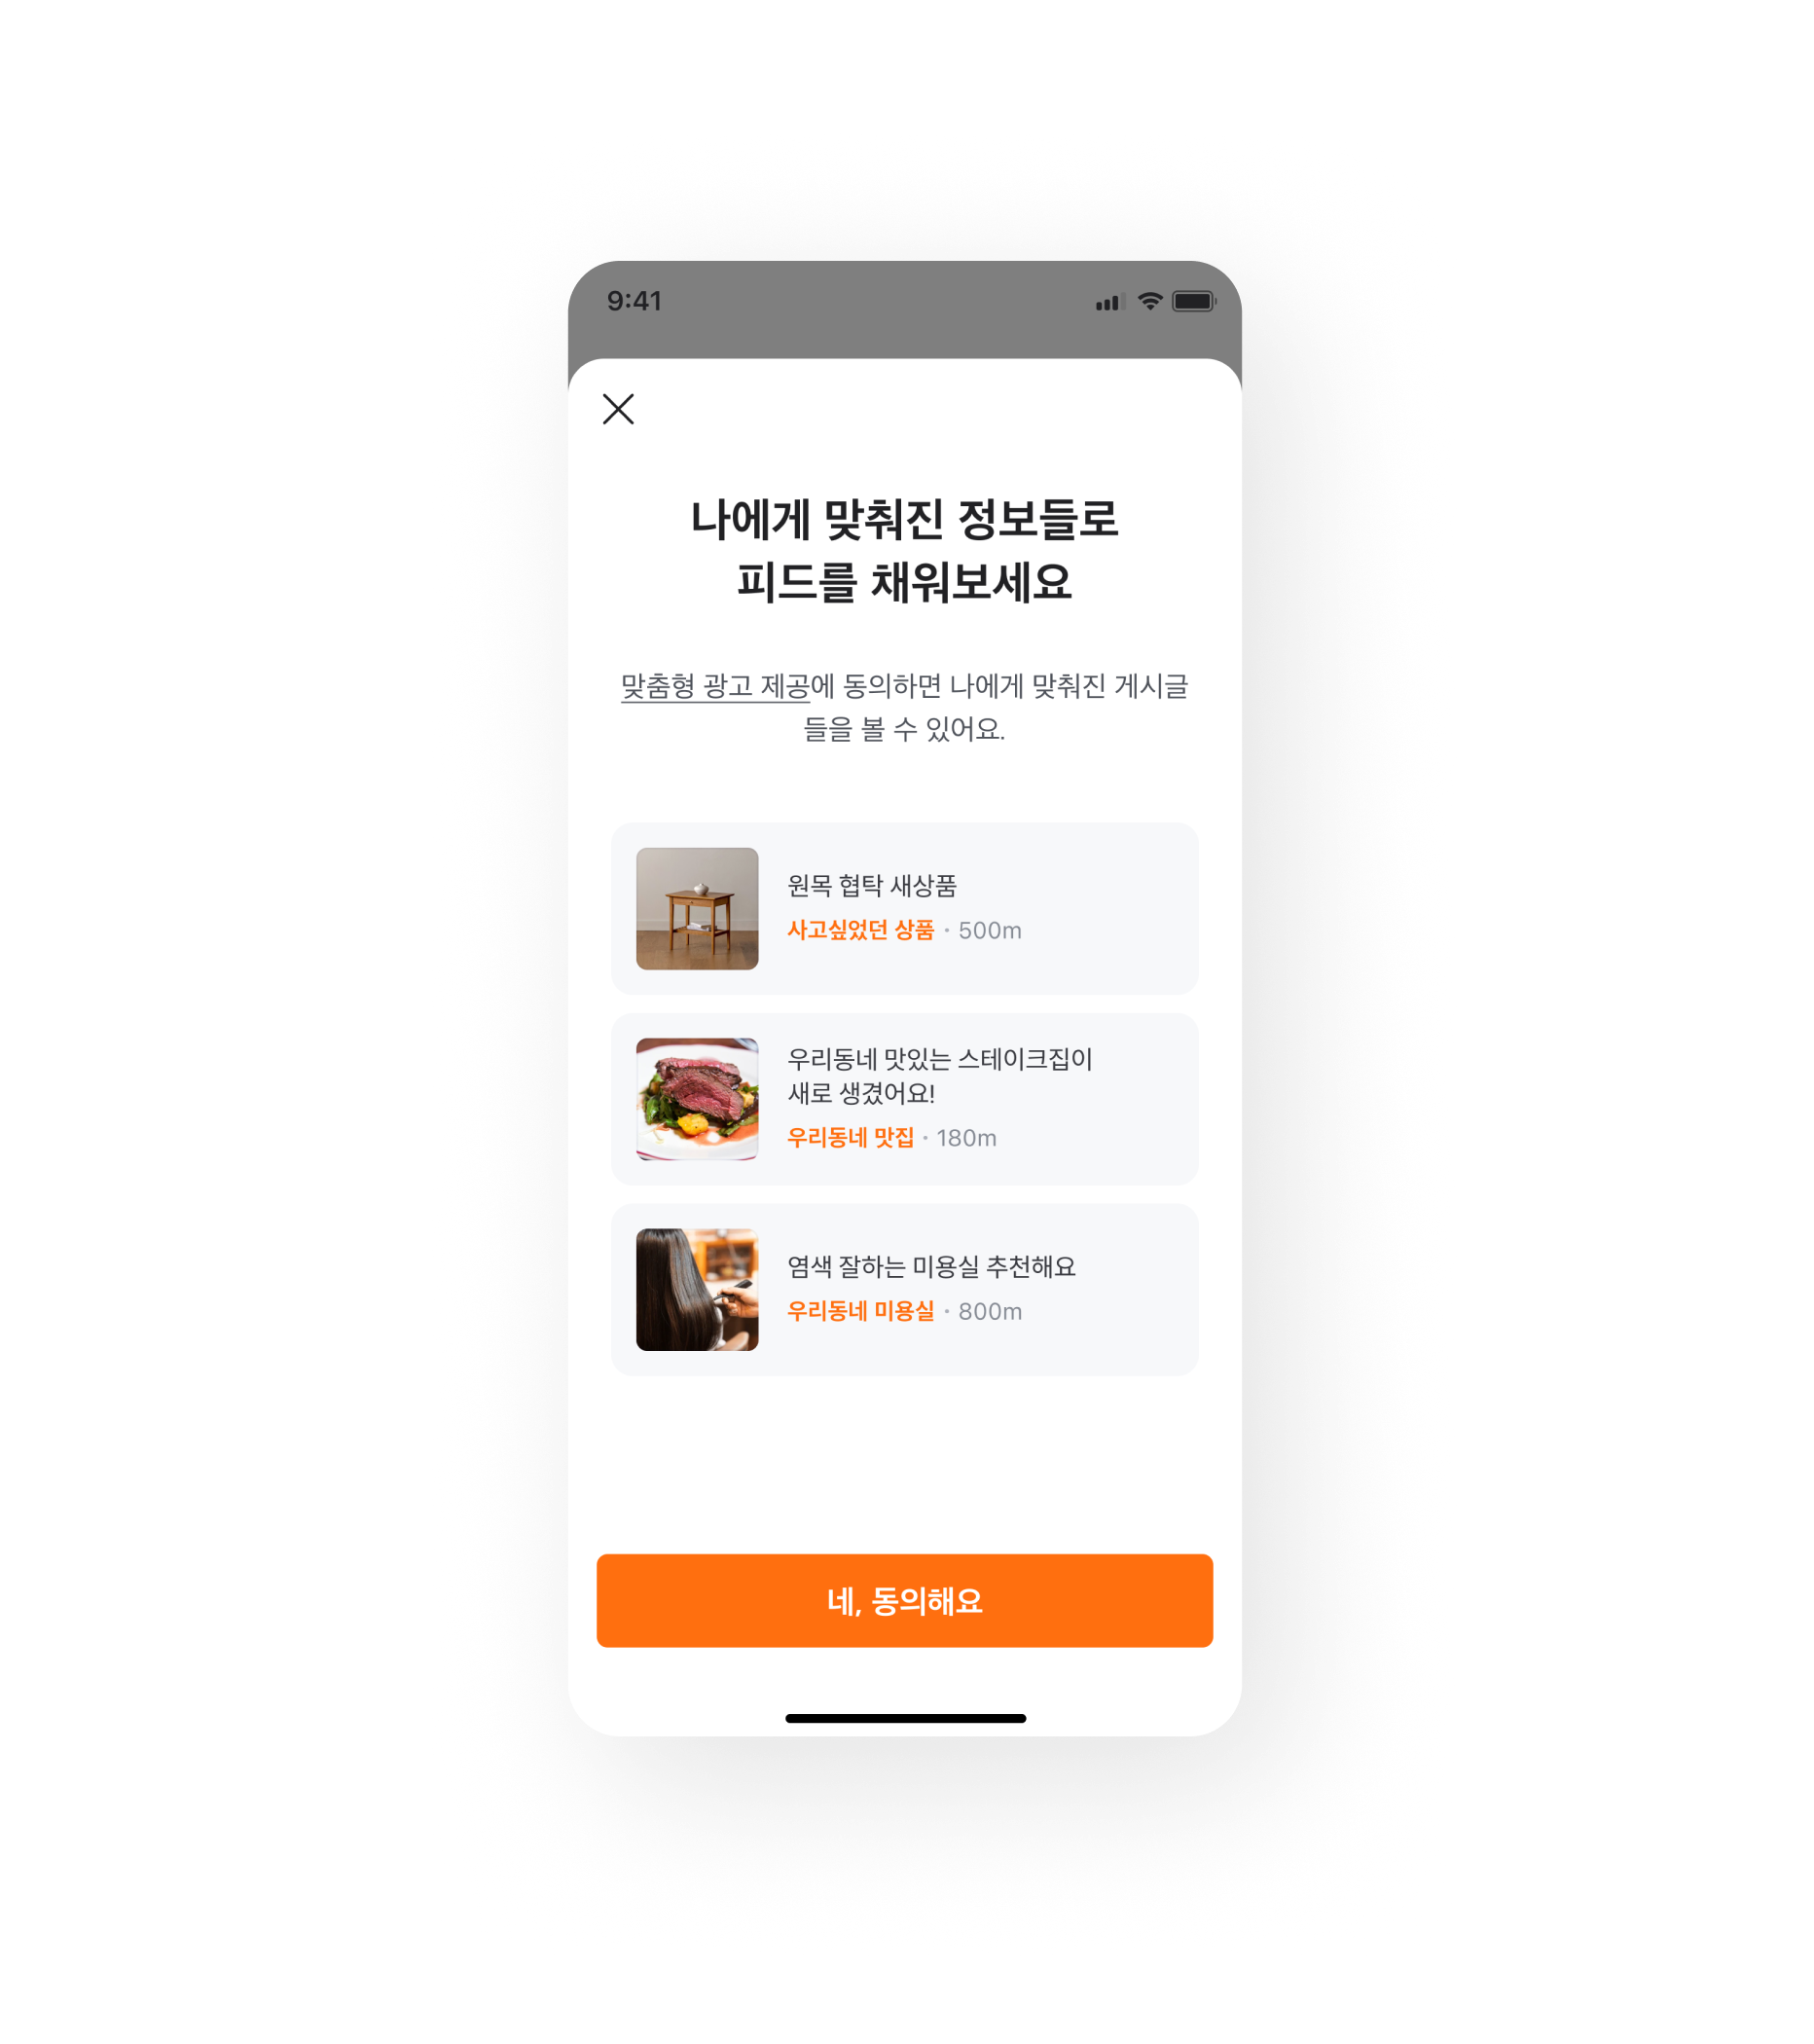 9:41
나에게 맞춰진 정보들로
피드를 채워보세요
맞춤형 광고 제공에 동의하면 나에게 맞춰진 게시글
들을 볼 수 있어요.
원목 협탁 새상품
사고싶었던 상품 · 500m
우리동네 맛있는 스테이크집이
새로 생겼어요!
우리동네 맛집 · 180m
염색 잘하는 미용실 추천해요
우리동네 미용실 · 800m
네, 동의해요